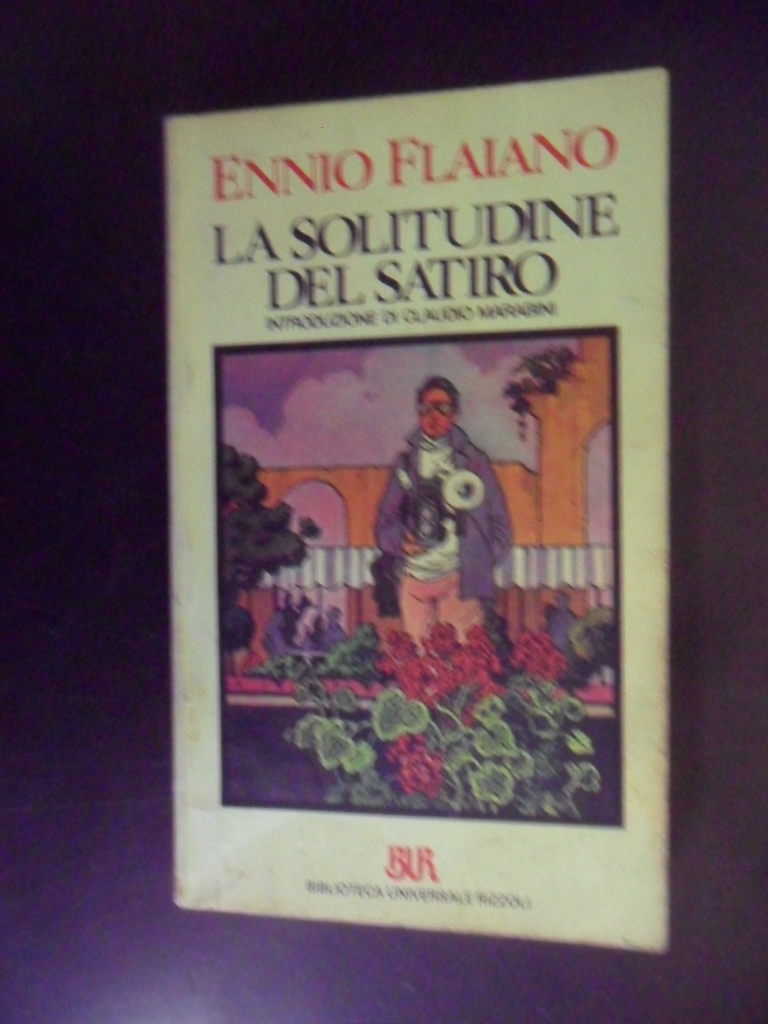 ENNIO FLAIANO
LA SOLITUDINE
DEL SATIRO
INTRODUZIONE DI CLAUDIO MARABINI
BUR
BIBLIOTECA UNIVERSALE RIZZOLI